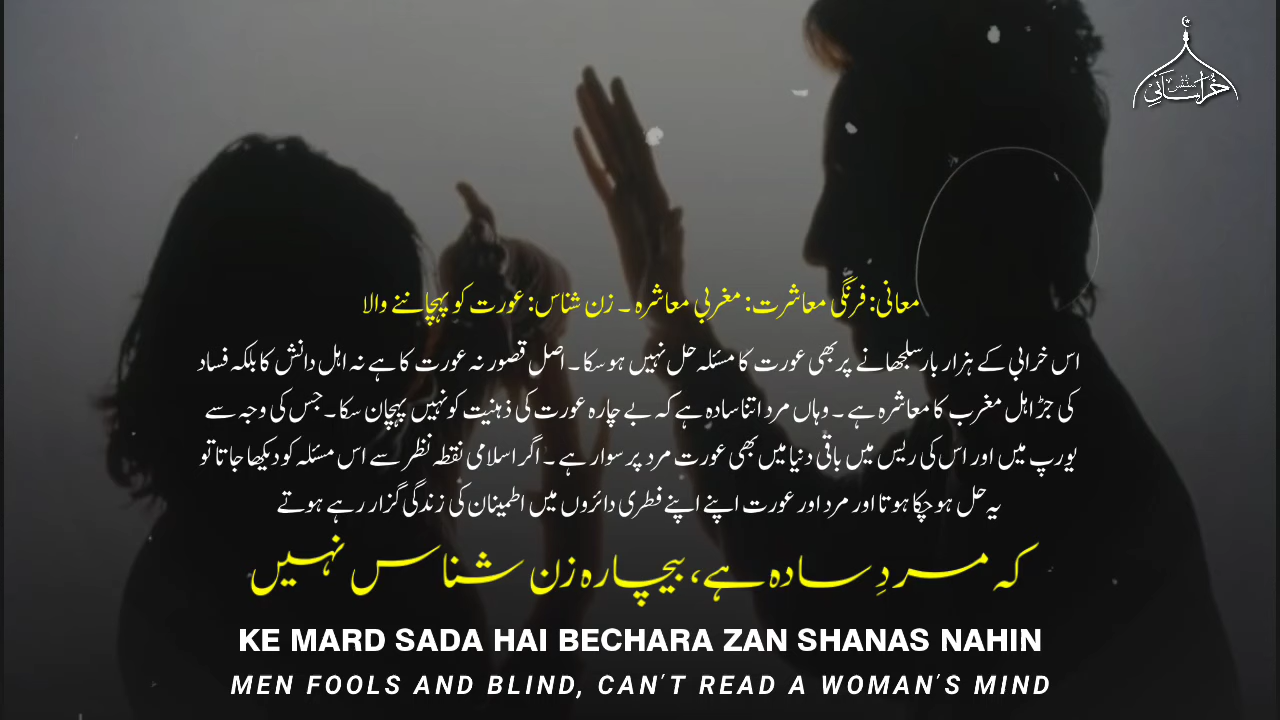 خراسانی
معانی: فرنگی معاشرت: مغربی معاشرہ ۔ زن شناس: عورت کو پہچاننے والا
اس خرابی کے ہزار بار سلجھانے پر بھی عورت کا مسئلہ حل نہیں ہو سکا ۔ اصل قصور نہ عورت کا ہے نہ اہل دانش کا بلکہ فساد
کی جڑ اہل مغرب کا معاشرہ ہے ۔ وہاں مرد اتنا سادہ ہے کہ بے چارہ عورت کی ذہنیت کو نہیں پہچان سکا ۔ جس کی وجہ سے
یورپ میں اور اس کی ریس میں باقی دنیا میں بھی عورت مرد پر سوار ہے ۔ اگر اسلامی نقطہ نظر سے اس مسئلہ کو دیکھا جاتا تو
یہ حل ہو چکا ہوتا اور مرد اور عورت اپنے اپنے فطری دائروں میں اطمینان کی زندگی گزار رہے ہوتے
کہ مردِ سادہ ہے، بیچارہ زن شناس نہیں
KE MARD SADA HAI BECHARA ZAN SHANAS NAHIN
MEN FOOLS AND BLIND, CAN'T READ A WOMAN'S MIND